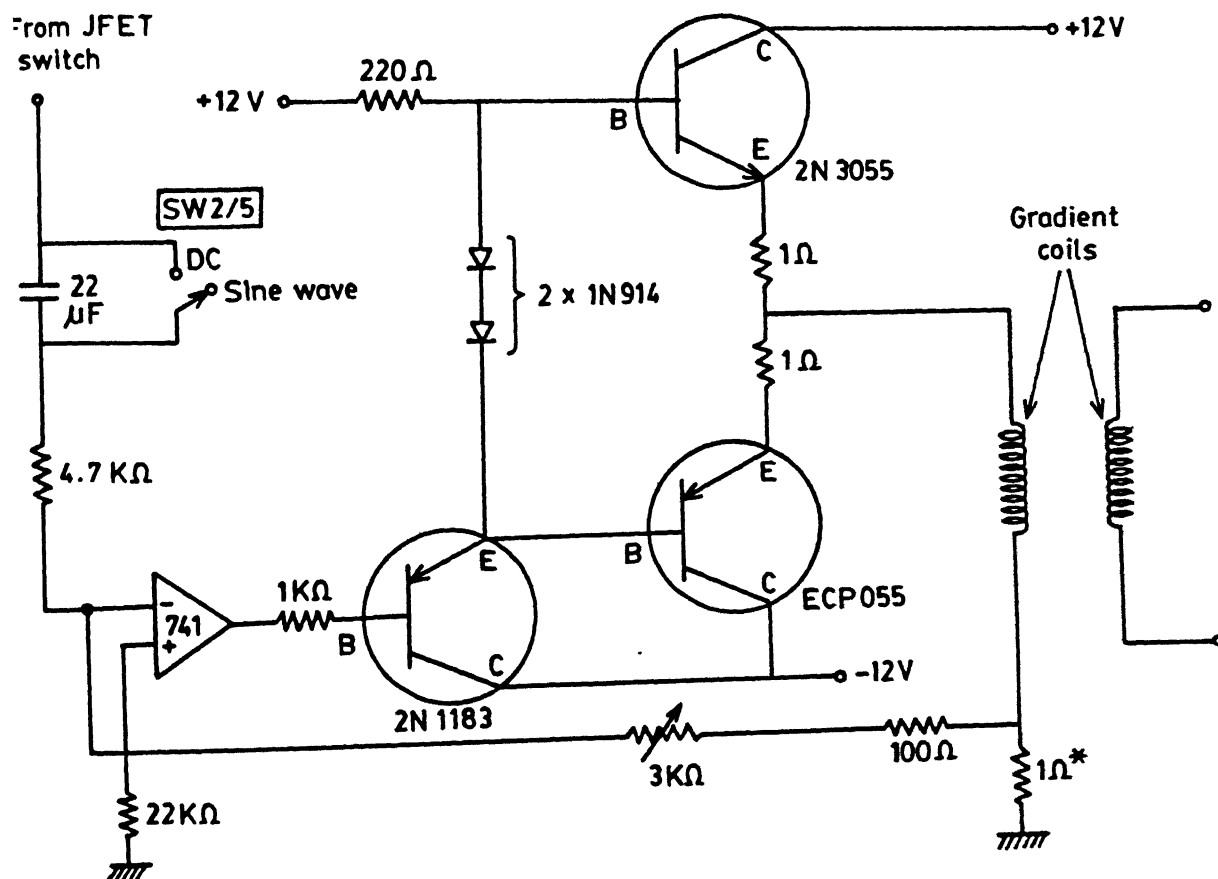 From JFET
switch
+12V
220Ω
+12V
B
C
E
2N 3055
SW2/5
DC
Sine wave
22
μF
2 x 1N914
1Ω
1Ω
Gradient
coils
4.7 KΩ
E
B
E
C
ECP055
741
-
+
1KΩ
B
C
2N 1183
-12V
3KΩ
100Ω
1Ω*
22KΩ